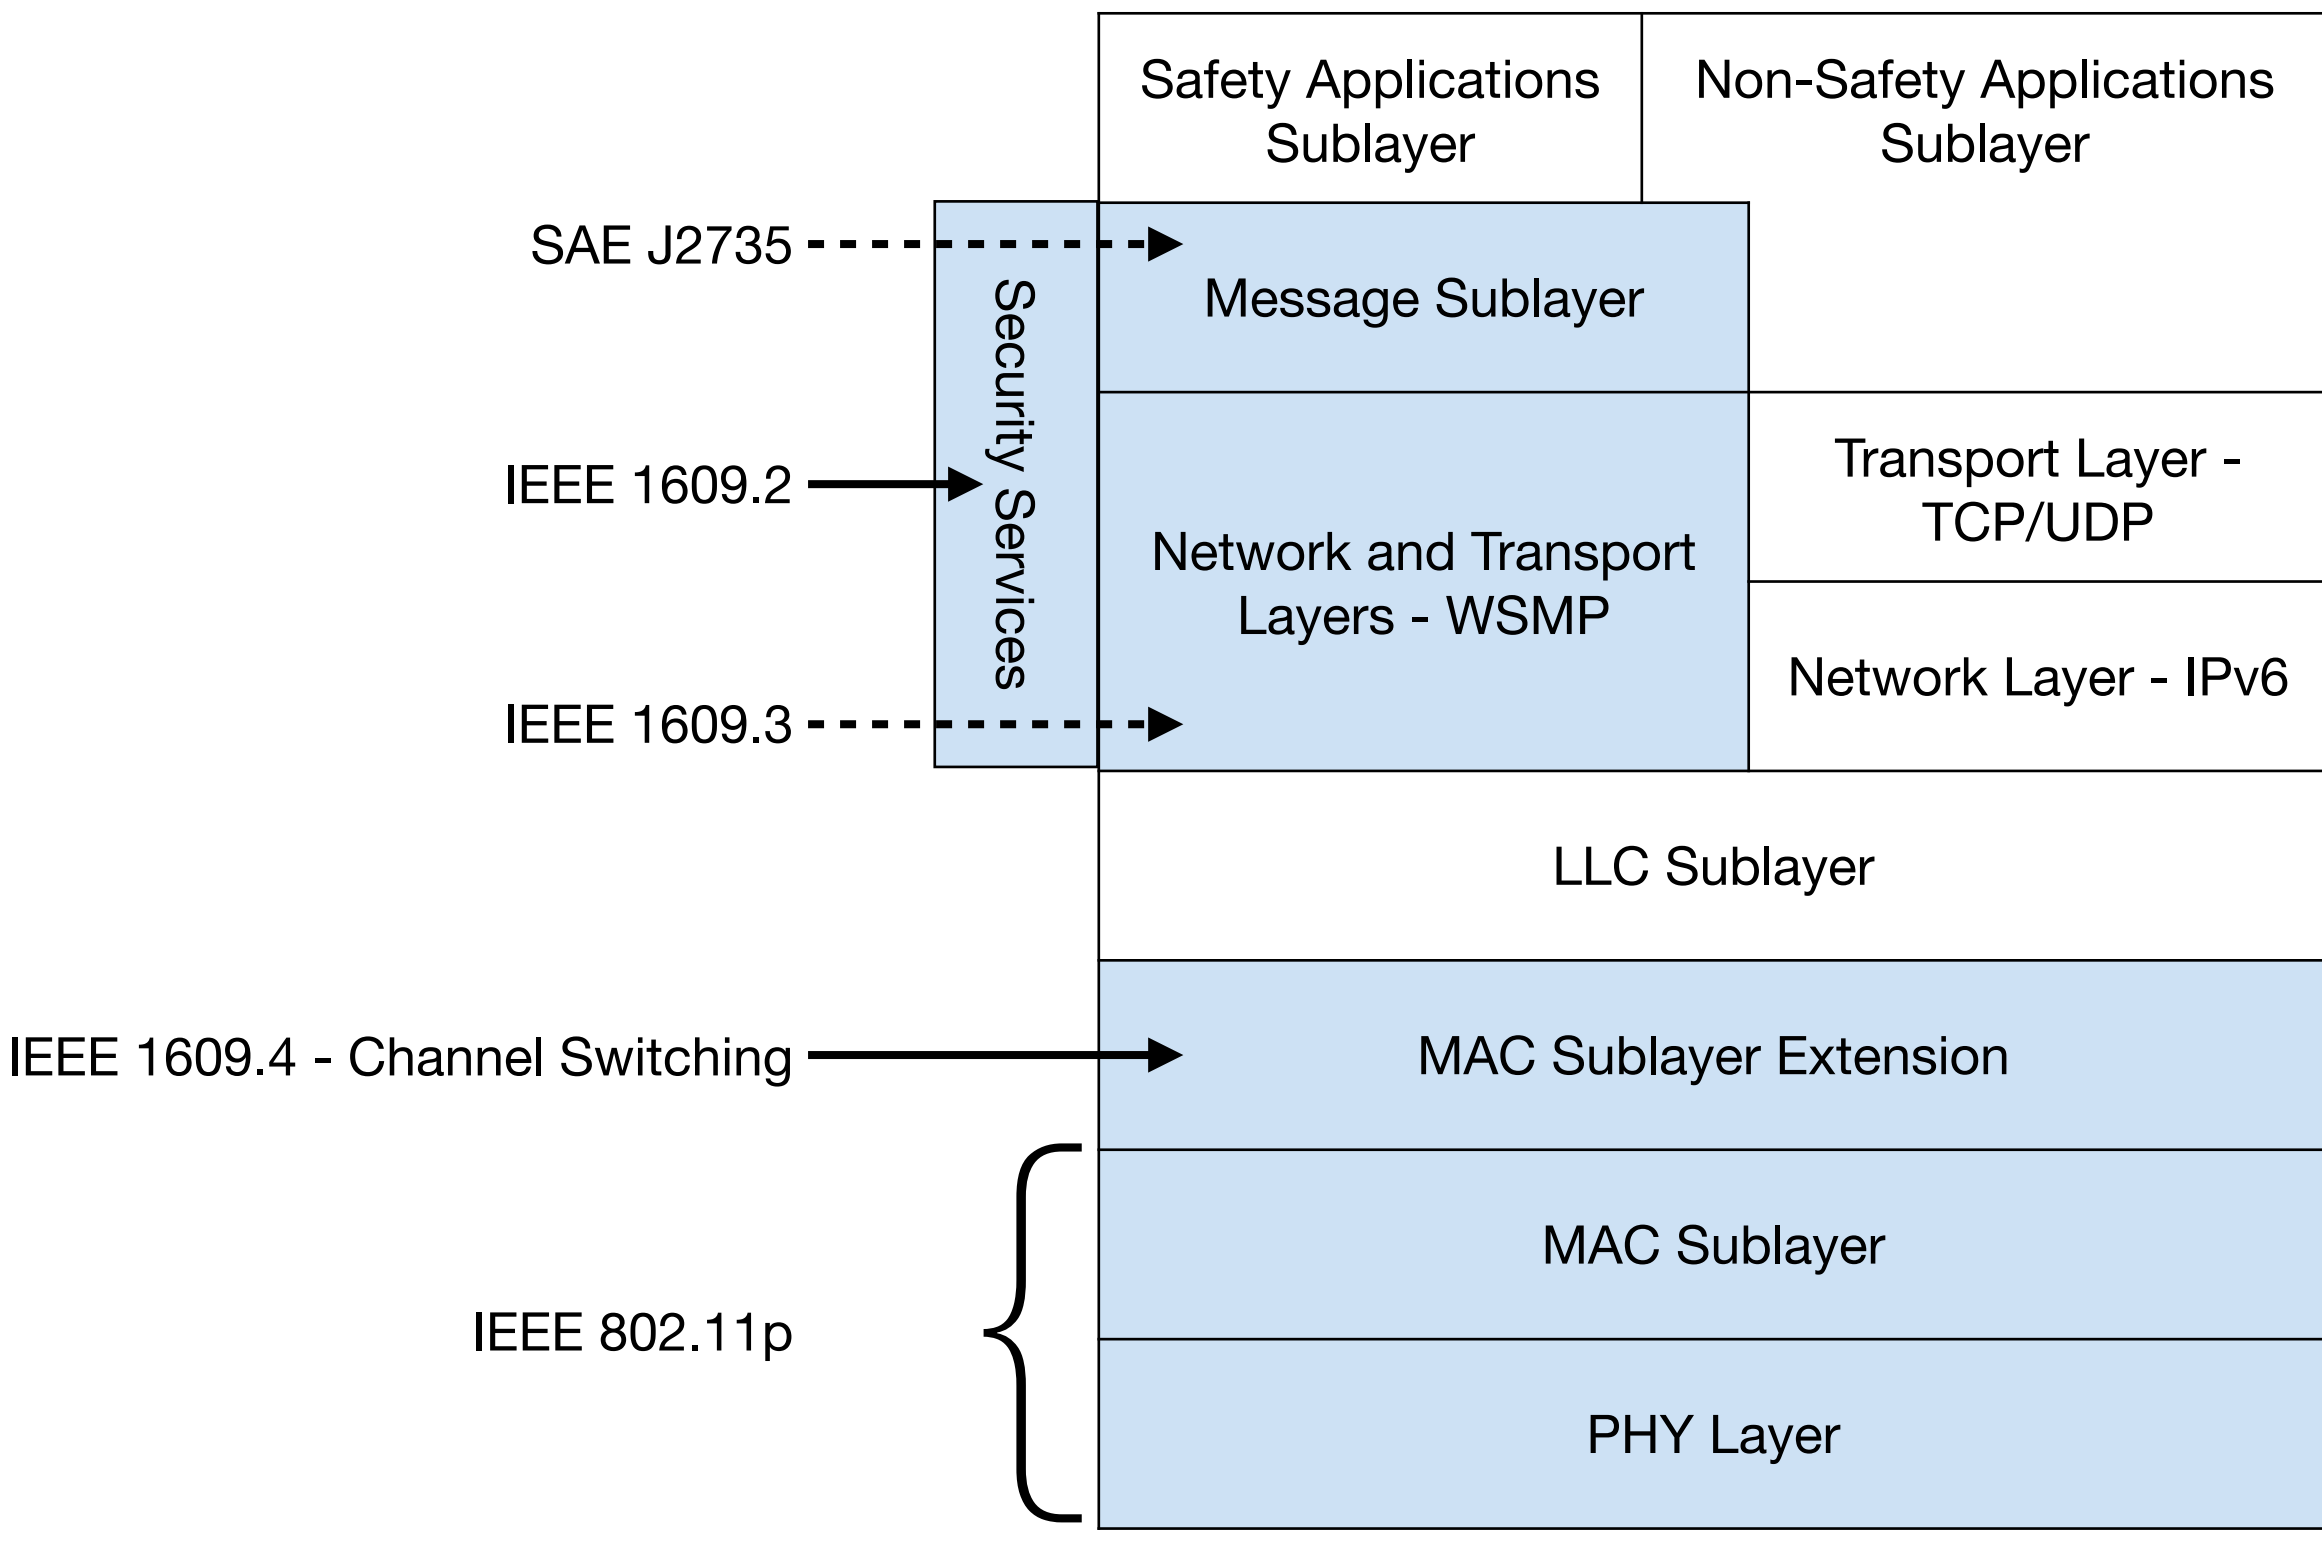 Safety Applications
Sublayer
Non-Safety Applications
Sublayer
SAE J2735
Message Sublayer
Security Services
IEEE 1609.2
Transport Layer -
TCP/UDP
Network and Transport
Layers - WSMP
Network Layer - IPv6
IEEE 1609.3
LLC Sublayer
IEEE 1609.4 - Channel Switching
MAC Sublayer Extension
MAC Sublayer
IEEE 802.11p
PHY Layer